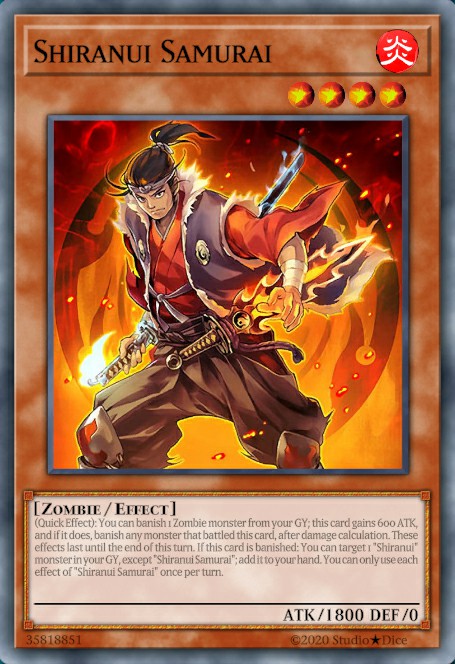 Shiranui Samurai
炎
[Zombie / Effect]
(Quick Effect): You can banish 1 Zombie monster from your GY; this card gains 600 ATK,
and if it does, banish any monster that battled this card, after damage calculation. These
effects last until the end of this turn. If this card is banished: You can target 1 "Shiranui"
monster in your GY, except "Shiranui Samurai"; add it to your hand. You can only use each
effect of "Shiranui Samurai" once per turn.
ATK/1800 DEF/0
35818851 ©2020 Studio★Dice